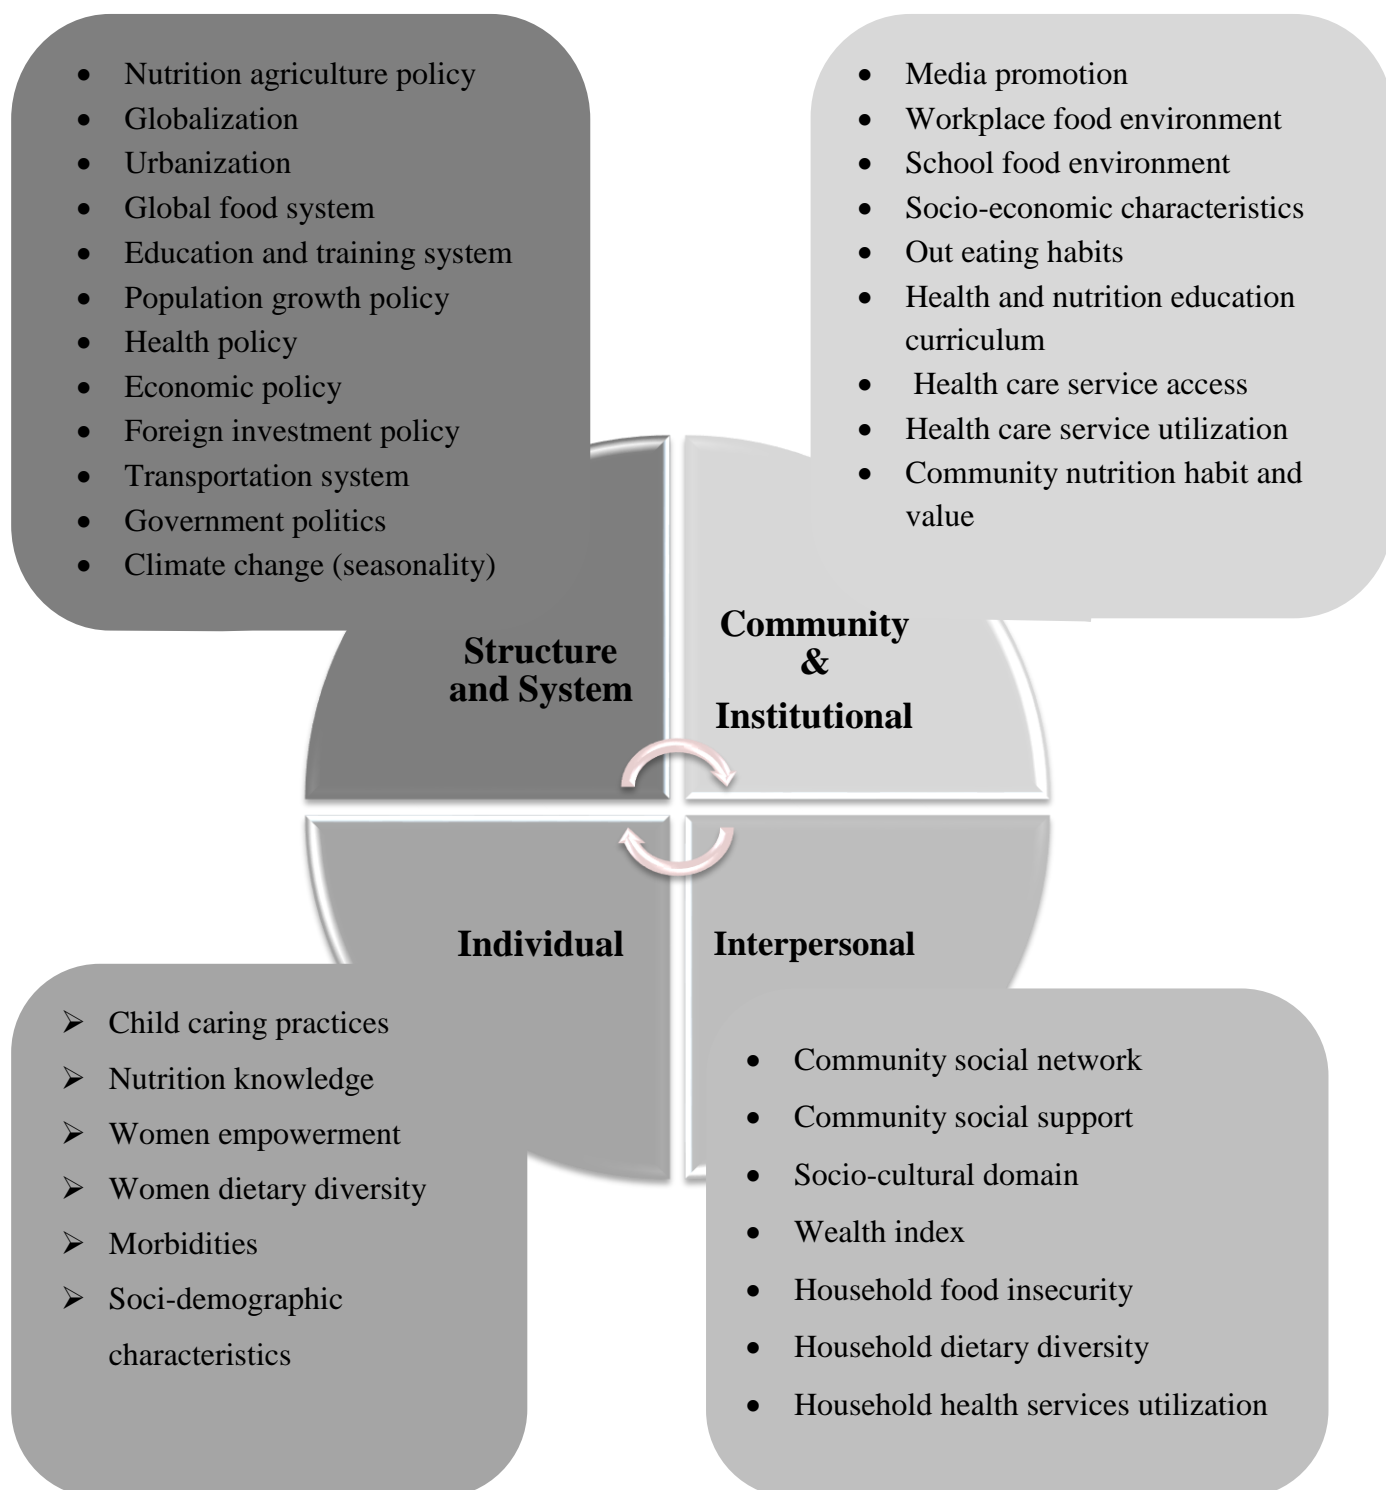 Nutrition agriculture policy
Globalization
Urbanization
Global food system
Education and training system
Population growth policy
Health policy
Economic policy
Foreign investment policy
Transportation system
Government politics
Climate change (seasonality)
Media promotion
Workplace food environment
School food environment
Socio-economic characteristics
Out eating habits
Health and nutrition education
curriculum
Health care service access
Health care service utilization
Community nutrition habit and
value
Structure
and System
Community
&
Institutional
Individual
Interpersonal
Child caring practices
Nutrition knowledge
Women empowerment
Women dietary diversity
Morbidities
Soci-demographic
characteristics
Community social network
Community social support
Socio-cultural domain
Wealth index
Household food insecurity
Household dietary diversity
Household health services utilization